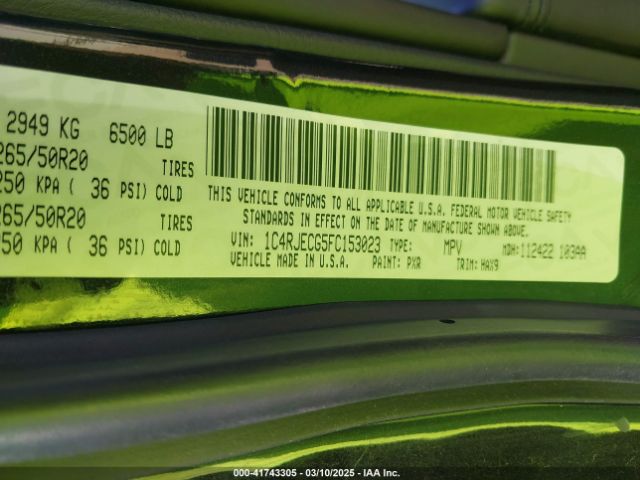 2949 KG 6500 LB
265/50R20 TIRES
250 KPA ( 36 PSI) COLD
265/50R20 TIRES
250 KPA ( 36 PSI) COLD
THIS VEHICLE CONFORMS TO ALL APPLICABLE U.S.A. FEDERAL MOTOR VEHICLE SAFETY
STANDARDS IN EFFECT ON THE DATE OF MANUFACTURE SHOWN ABOVE.
VIN: 1C4RJECG5FC153023 TYPE: MPV MDH: 112422 103AA
VEHICLE MADE IN U.S.A. PAINT: PXR TRIM: HAX9
000-41743305 - 03/10/2025 - IAA Inc.